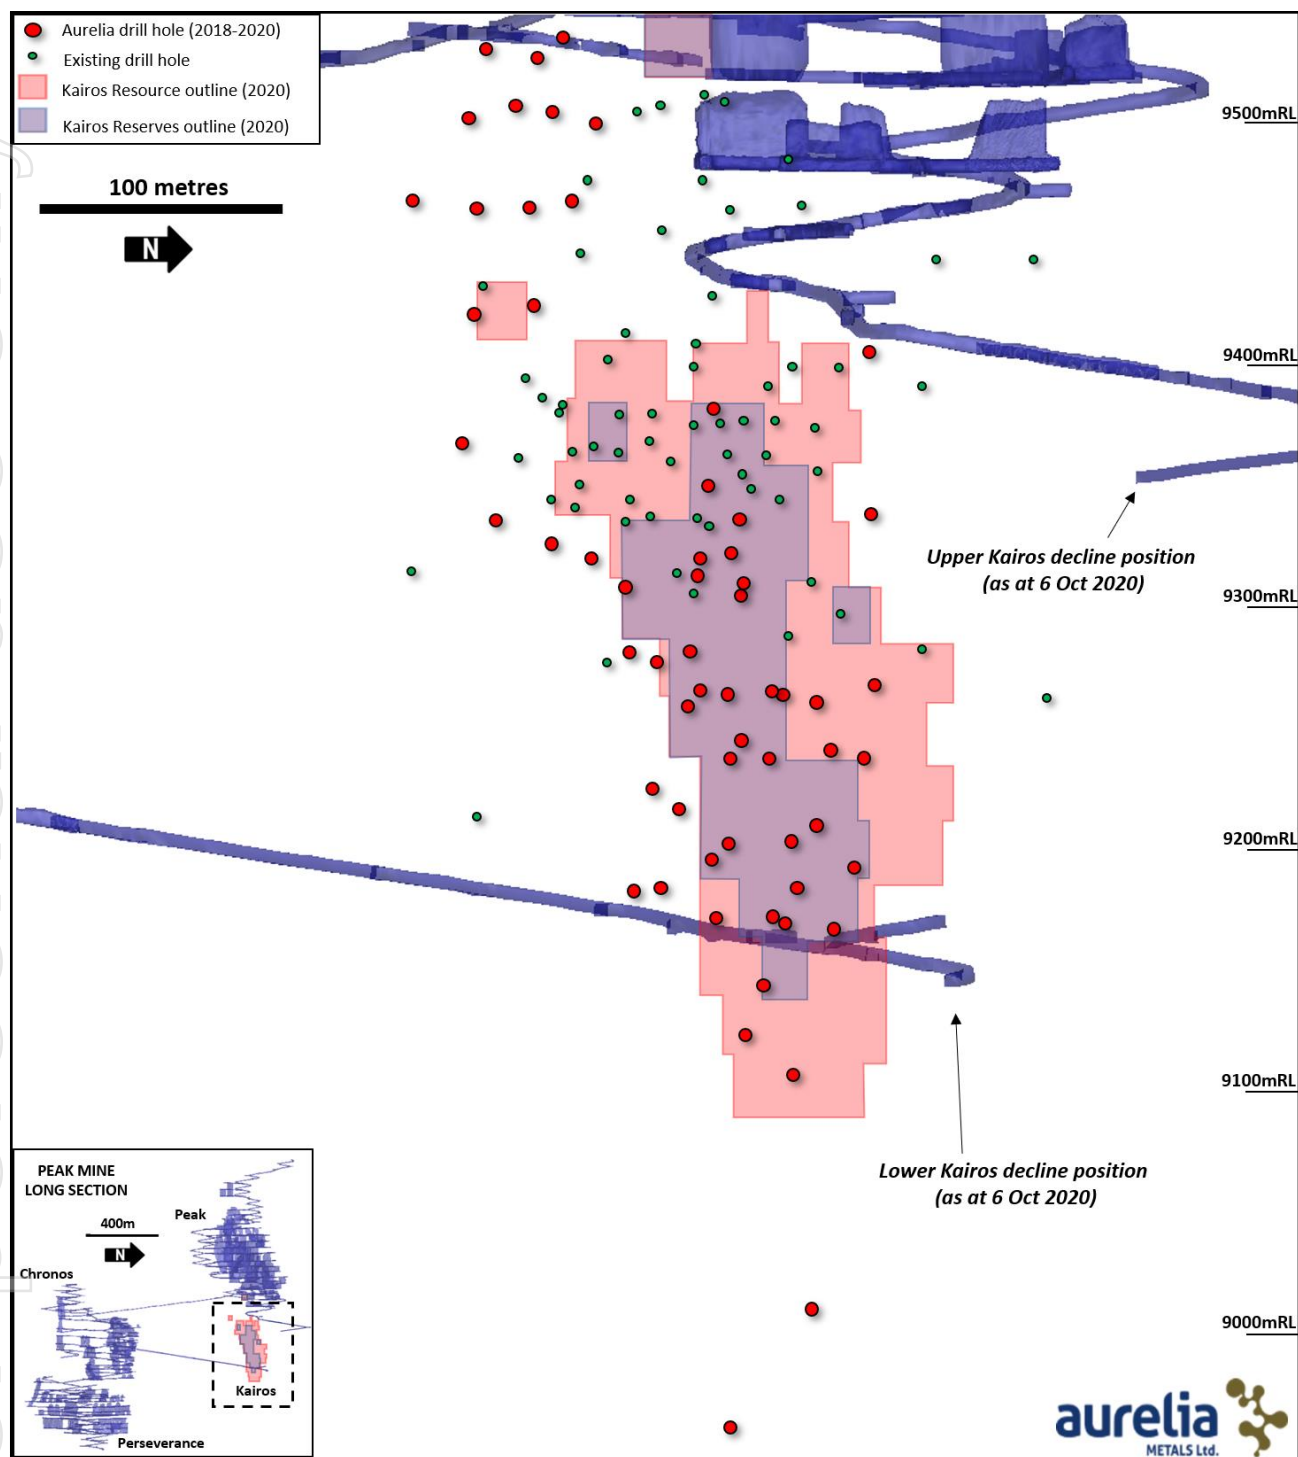 Aurelia drill hole (2018-2020)
Existing drill hole
Kairos Resource outline (2020)
Kairos Reserves outline (2020)
100 metres
N
9500mRL
9400mRL
Upper Kairos decline position
(as at 6 Oct 2020)
9300mRL
9200mRL
9100mRL
Lower Kairos decline position
(as at 6 Oct 2020)
PEAK MINE
LONG SECTION
400m
N
Peak
Chronos
Kairos
Perseverance
9000mRL
aurelia
METALS Ltd.